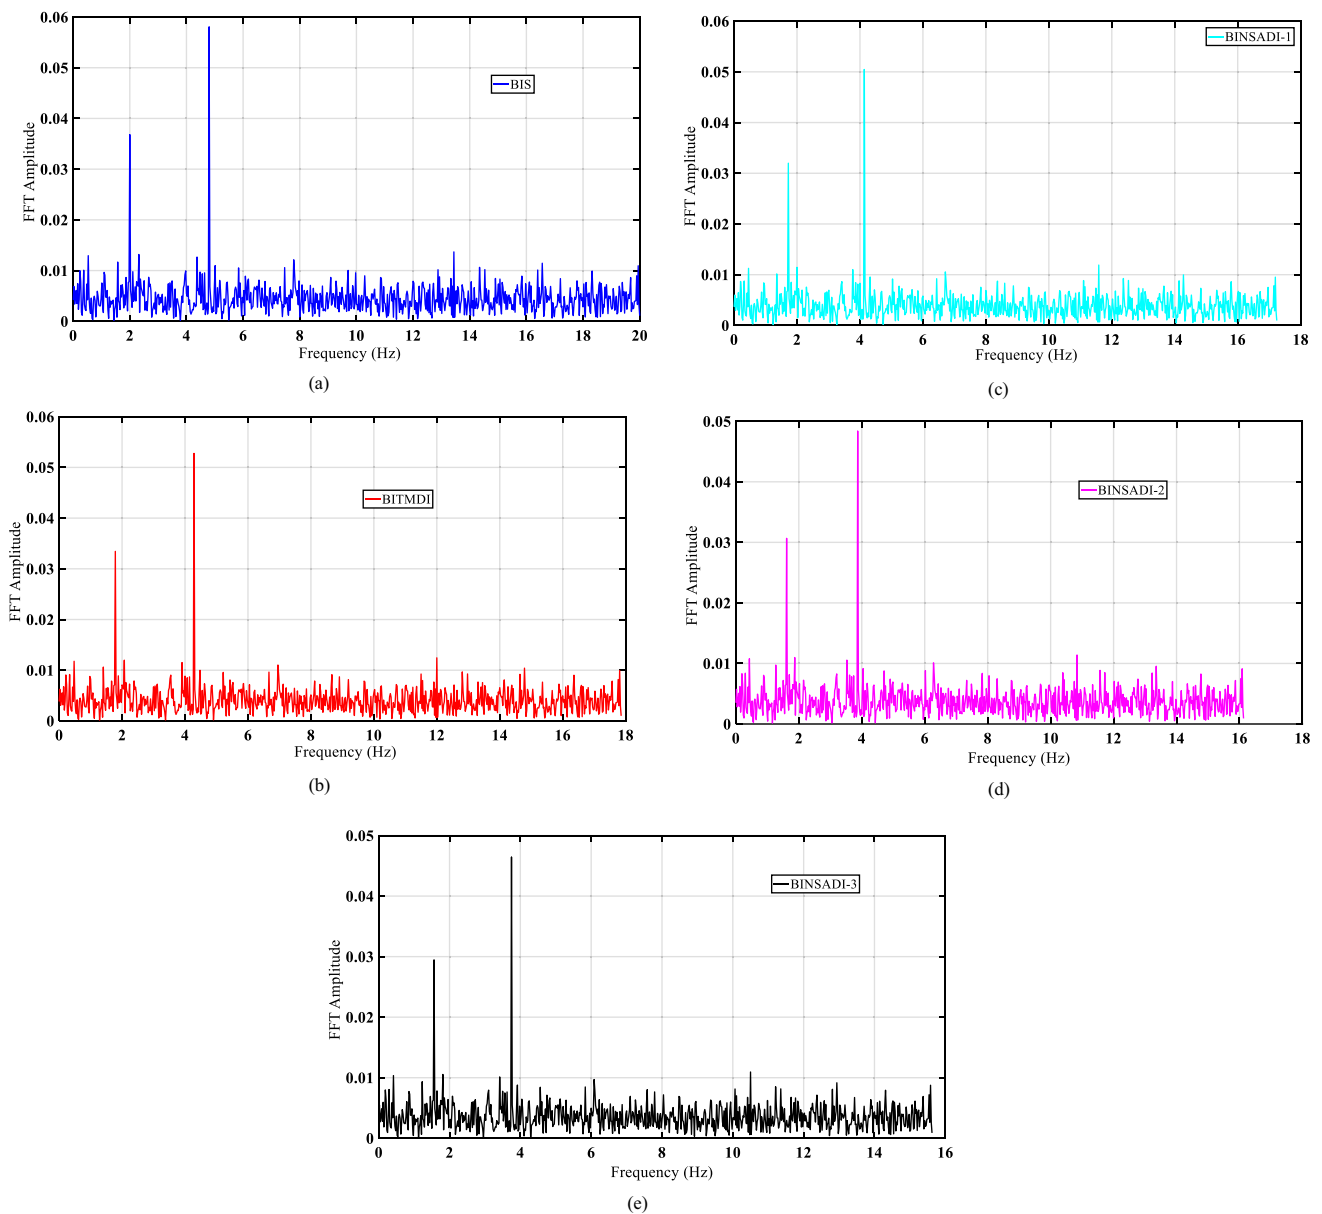 0.06
0.05
0.04
0.03
0.02
0.01
0
FFT Amplitude
BIS
0 2 4 6 8 10 12 14 16 18 20
Frequency (Hz)
(a)
0.06
0.05
0.04
0.03
0.02
0.01
0
FFT Amplitude
BINSADI-1
0 2 4 6 8 10 12 14 16 18
Frequency (Hz)
(c)
0.06
0.05
0.04
0.03
0.02
0.01
0
FFT Amplitude
BITMDI
0 2 4 6 8 10 12 14 16 18
Frequency (Hz)
(b)
0.05
0.04
0.03
0.02
0.01
0
FFT Amplitude
BINSADI-2
0 2 4 6 8 10 12 14 16 18
Frequency (Hz)
(d)
0.05
0.04
0.03
0.02
0.01
0
FFT Amplitude
BINSADI-3
0 2 4 6 8 10 12 14 16
Frequency (Hz)
(e)